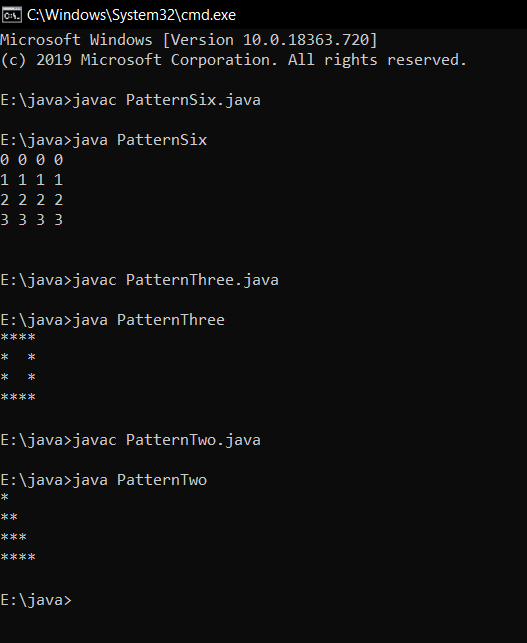 C:\Windows\System32\cmd.exe
Microsoft Windows [Version 10.0.18363.720]
(c) 2019 Microsoft Corporation. All rights reserved.
E:\java>javac PatternSix.java
E:\java>java PatternSix
0 0 0 0
1 1 1 1
2 2 2 2
3 3 3 3
E:\java>javac PatternThree.java
E:\java>java PatternThree
****
*  *
*  *
****
E:\java>javac PatternTwo.java
E:\java>java PatternTwo
*
**
***
****
E:\java>